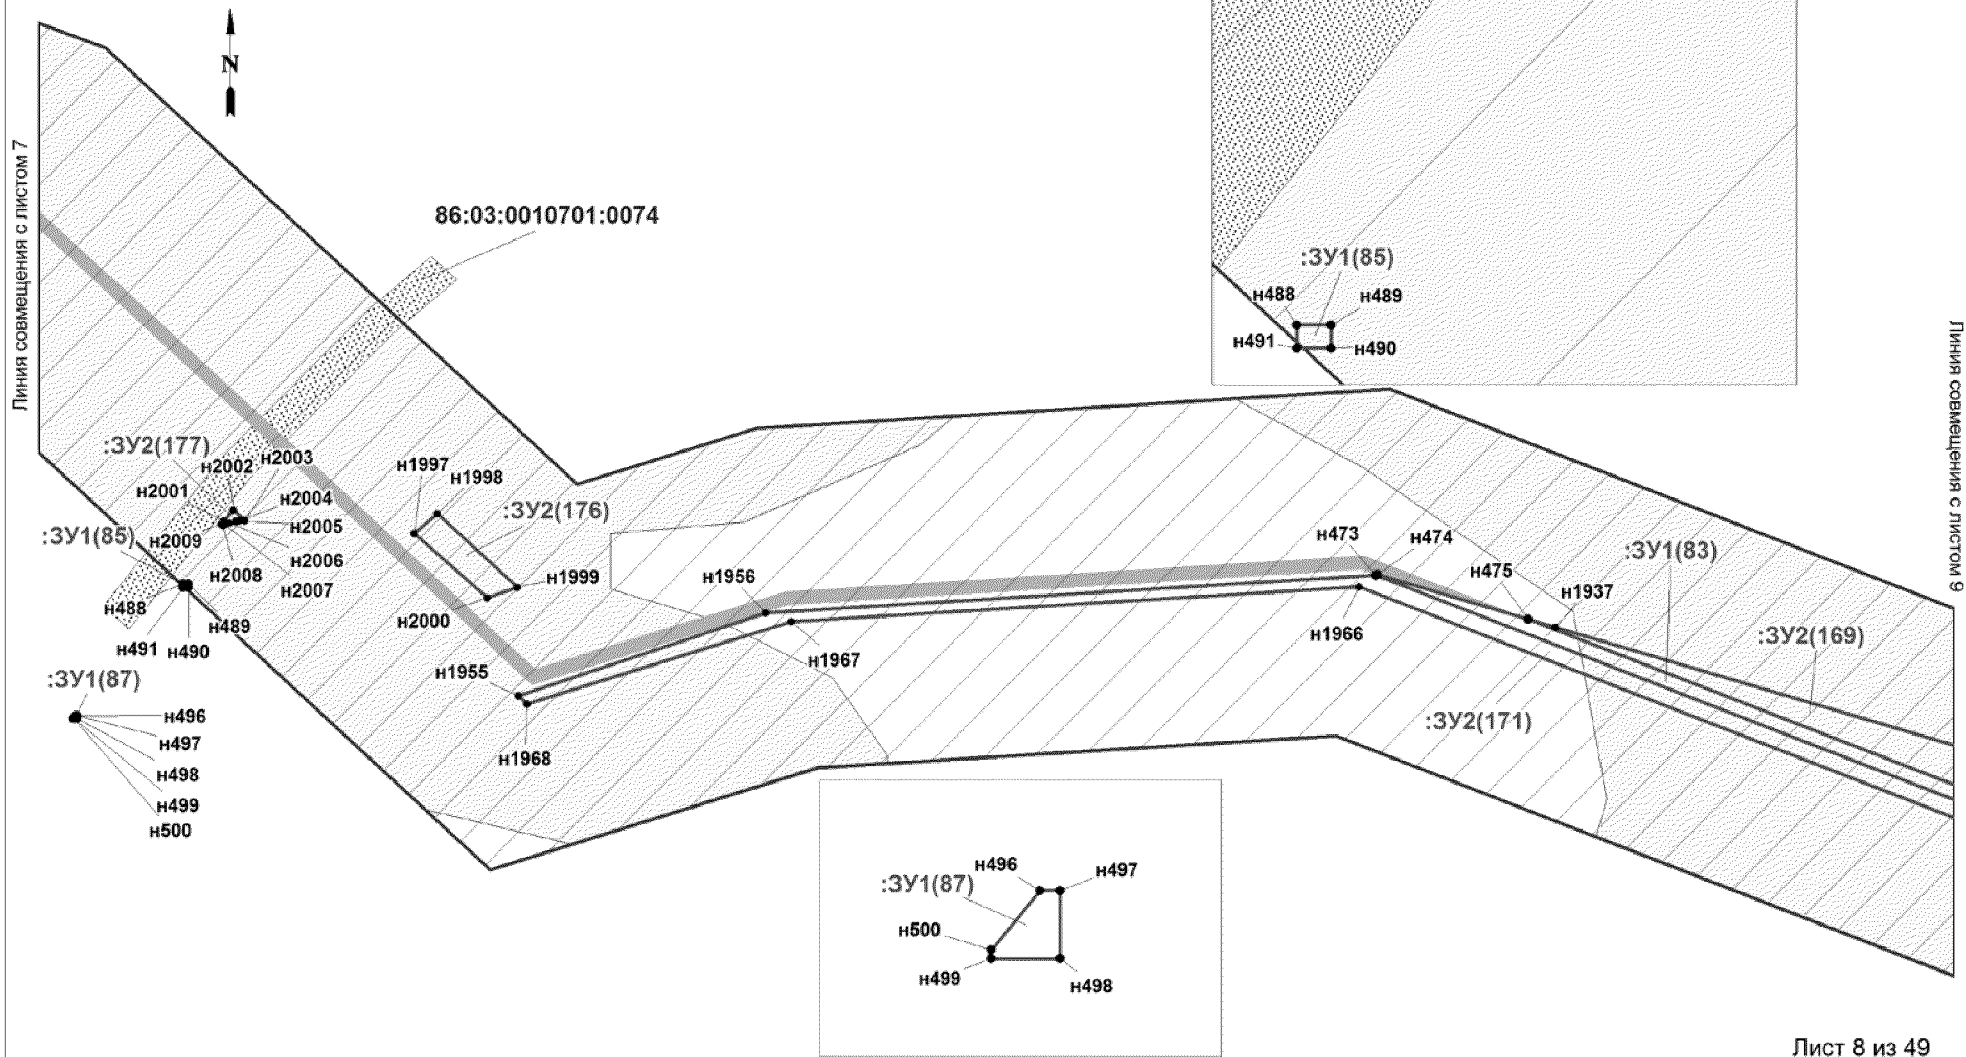 N
Линия совмещения с листом 7
86:03:0010701:0074
:ЗУ1(85)
н488
н489
н491
н490
Линия совмещения с листом 9
:ЗУ2(177)
н2002
н2003
н2001
н2004
н2005
н2009
н2006
н2008
н2007
:ЗУ1(85)
н488
н489
н491
н490
н1997
н1998
:ЗУ2(176)
н1999
н2000
н1956
н473
н474
н475
н1937
:ЗУ1(83)
:ЗУ2(169)
н1966
н1967
н1955
н1968
:ЗУ2(171)
:ЗУ1(87)
н496
н497
н498
н499
н500
н496
н497
:ЗУ1(87)
н500
н499
н498
Лист 8 из 49